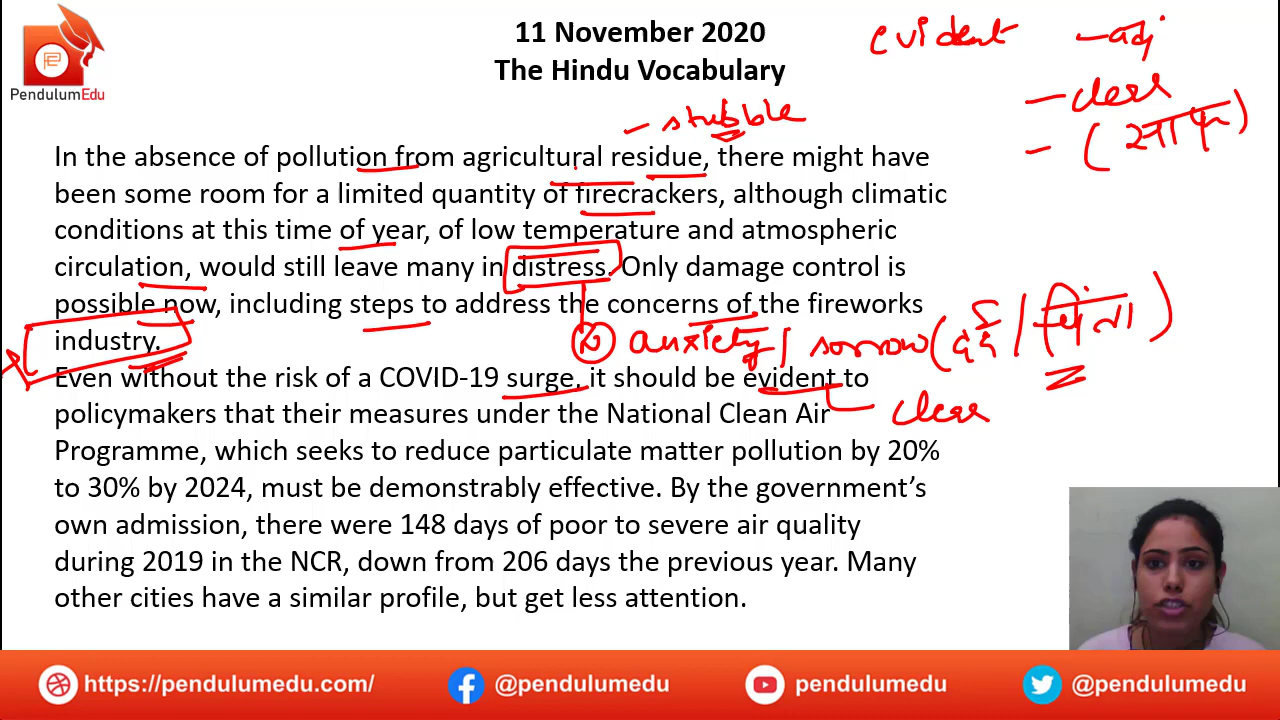 11 November 2020
The Hindu Vocabulary
PendulumEdu
evident - adj
- clear
- (साफ)
- stubble
In the absence of pollution from agricultural residue, there might have
been some room for a limited quantity of firecrackers, although climatic
conditions at this time of year, of low temperature and atmospheric
circulation, would still leave many in distress. Only damage control is
possible now, including steps to address the concerns of the fireworks
industry.
anxiety / sorrow (दर्द / चिंता)
Even without the risk of a COVID-19 surge, it should be evident to
policymakers that their measures under the National Clean Air
clear
Programme, which seeks to reduce particulate matter pollution by 20%
to 30% by 2024, must be demonstrably effective. By the government’s
own admission, there were 148 days of poor to severe air quality
during 2019 in the NCR, down from 206 days the previous year. Many
other cities have a similar profile, but get less attention.
https://pendulumedu.com/ @pendulumedu pendulumedu @pendulumedu